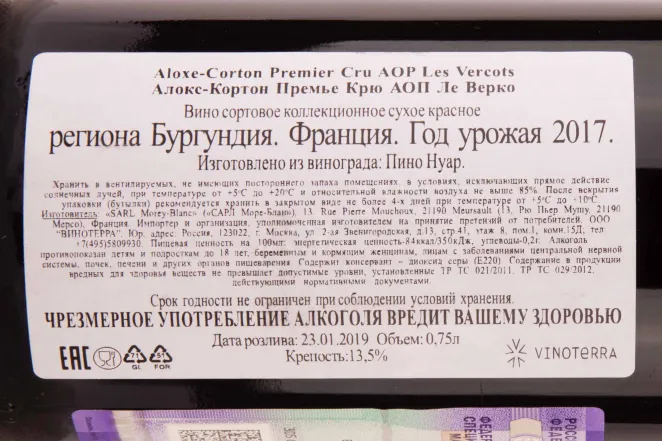 Aloxe-Corton Premier Cru AOP Les Vercots
Алокс-Кортон Премье Крю АОП Ле Верко
Вино сортовое коллекционное сухое красное
региона Бургундия. Франция. Год урожая 2017.
Изготовлено из винограда: Пино Нуар.
Хранить в вентилируемых, не имеющих постороннего запаха помещениях, в условиях, исключающих прямое действие
солнечных лучей, при температуре от +5°С до +20°С и относительной влажности воздуха не выше 85%. После вскрытия
упаковки (бутылки) рекомендуется хранить в закрытом виде не более 4-х дней при температуре от +5°С до +10°С.
Изготовитель: «SARL Morey-Blanc» («САРЛ Море-Блан»), 13 Rue Pierre Mouchoux, 21190 Meursault (13, Рю Пьер Мушу, 21190
Мерсо), Франция. Импортер и организация, уполномоченная изготовителем на принятие претензий от потребителей: ООО
"ВИНОТЕРРА". Юр. адрес: Россия, 123022, г. Москва, ул. 2-ая Звенигородская, д.13, стр.41, этаж 8, пом.1, ком.15Д; тел:
+7(495)5809930. Пищевая ценность на 100мл: энергетическая ценность-84ккал/350кДж, углеводы-0,2г. Алкоголь
противопоказан детям и подросткам до 18 лет, беременным и кормящим женщинам, лицам с заболеваниями центральной нервной
системы, почек, печени и других органов пищеварения. Содержит консервант – диоксид серы (Е220). Содержание в продукции
вредных для здоровья веществ не превышает допустимые уровни, установленные ТР ТС 021/2011, ТР ТС 029/2012,
действующими нормативными документами.
Срок годности не ограничен при соблюдении условий хранения.
ЧРЕЗМЕРНОЕ УПОТРЕБЛЕНИЕ АЛКОГОЛЯ ВРЕДИТ ВАШЕМУ ЗДОРОВЬЮ
Дата розлива: 23.01.2019 Объем: 0,75л
Крепость:13,5%
ЕАС 71 GL 51 FOR
VINOTERRA